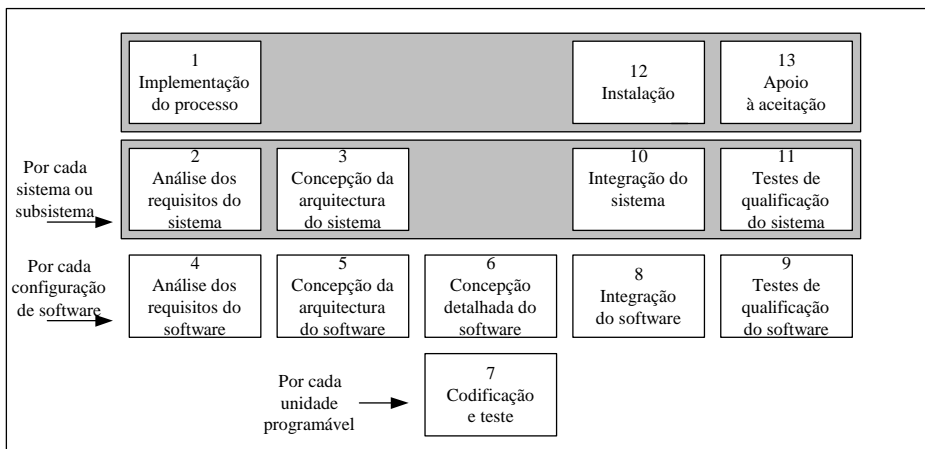 1
Implementação
do processo
12
Instalação
13
Apoio
à aceitação
Por cada
sistema ou
subsistema
2
Análise dos
requisitos do
sistema
3
Concepção da
arquitectura
do sistema
10
Integração do
sistema
11
Testes de
qualificação
do sistema
Por cada
configuração
de software
4
Análise dos
requisitos do
software
5
Concepção da
arquitectura
do software
6
Concepção
detalhada do
software
8
Integração
do software
9
Testes de
qualificação
do software
Por cada
unidade
programável
7
Codificação
e teste